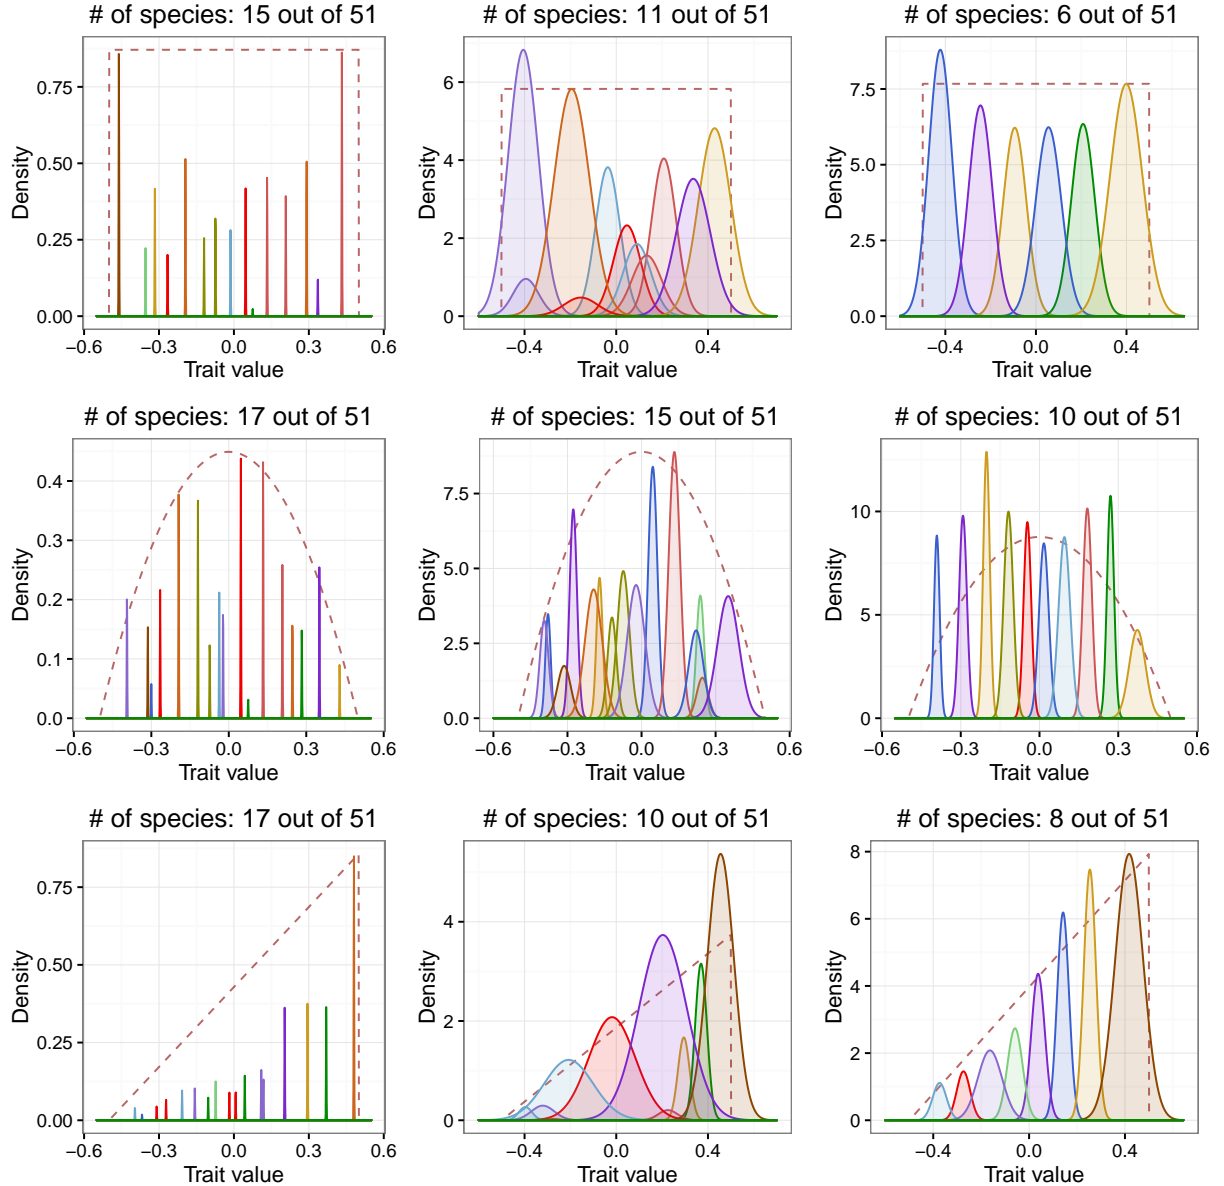 # of species: 15 out of 51
# of species: 11 out of 51
# of species: 6 out of 51
Density
0.75
0.50
0.25
0.00
−0.6 −0.3 0.0 0.3 0.6
Trait value
Density
6
4
2
0
−0.4 0.0 0.4
Trait value
Density
7.5
5.0
2.5
0.0
−0.4 0.0 0.4
Trait value
# of species: 17 out of 51
# of species: 15 out of 51
# of species: 10 out of 51
Density
0.4
0.3
0.2
0.1
0.0
−0.6 −0.3 0.0 0.3 0.6
Trait value
Density
7.5
5.0
2.5
0.0
−0.6 −0.3 0.0 0.3 0.6
Trait value
Density
10
5
0
−0.6 −0.3 0.0 0.3 0.6
Trait value
# of species: 17 out of 51
# of species: 10 out of 51
# of species: 8 out of 51
Density
0.75
0.50
0.25
0.00
−0.6 −0.3 0.0 0.3 0.6
Trait value
Density
4
2
0
−0.4 0.0 0.4
Trait value
Density
8
6
4
2
0
−0.4 0.0 0.4
Trait value